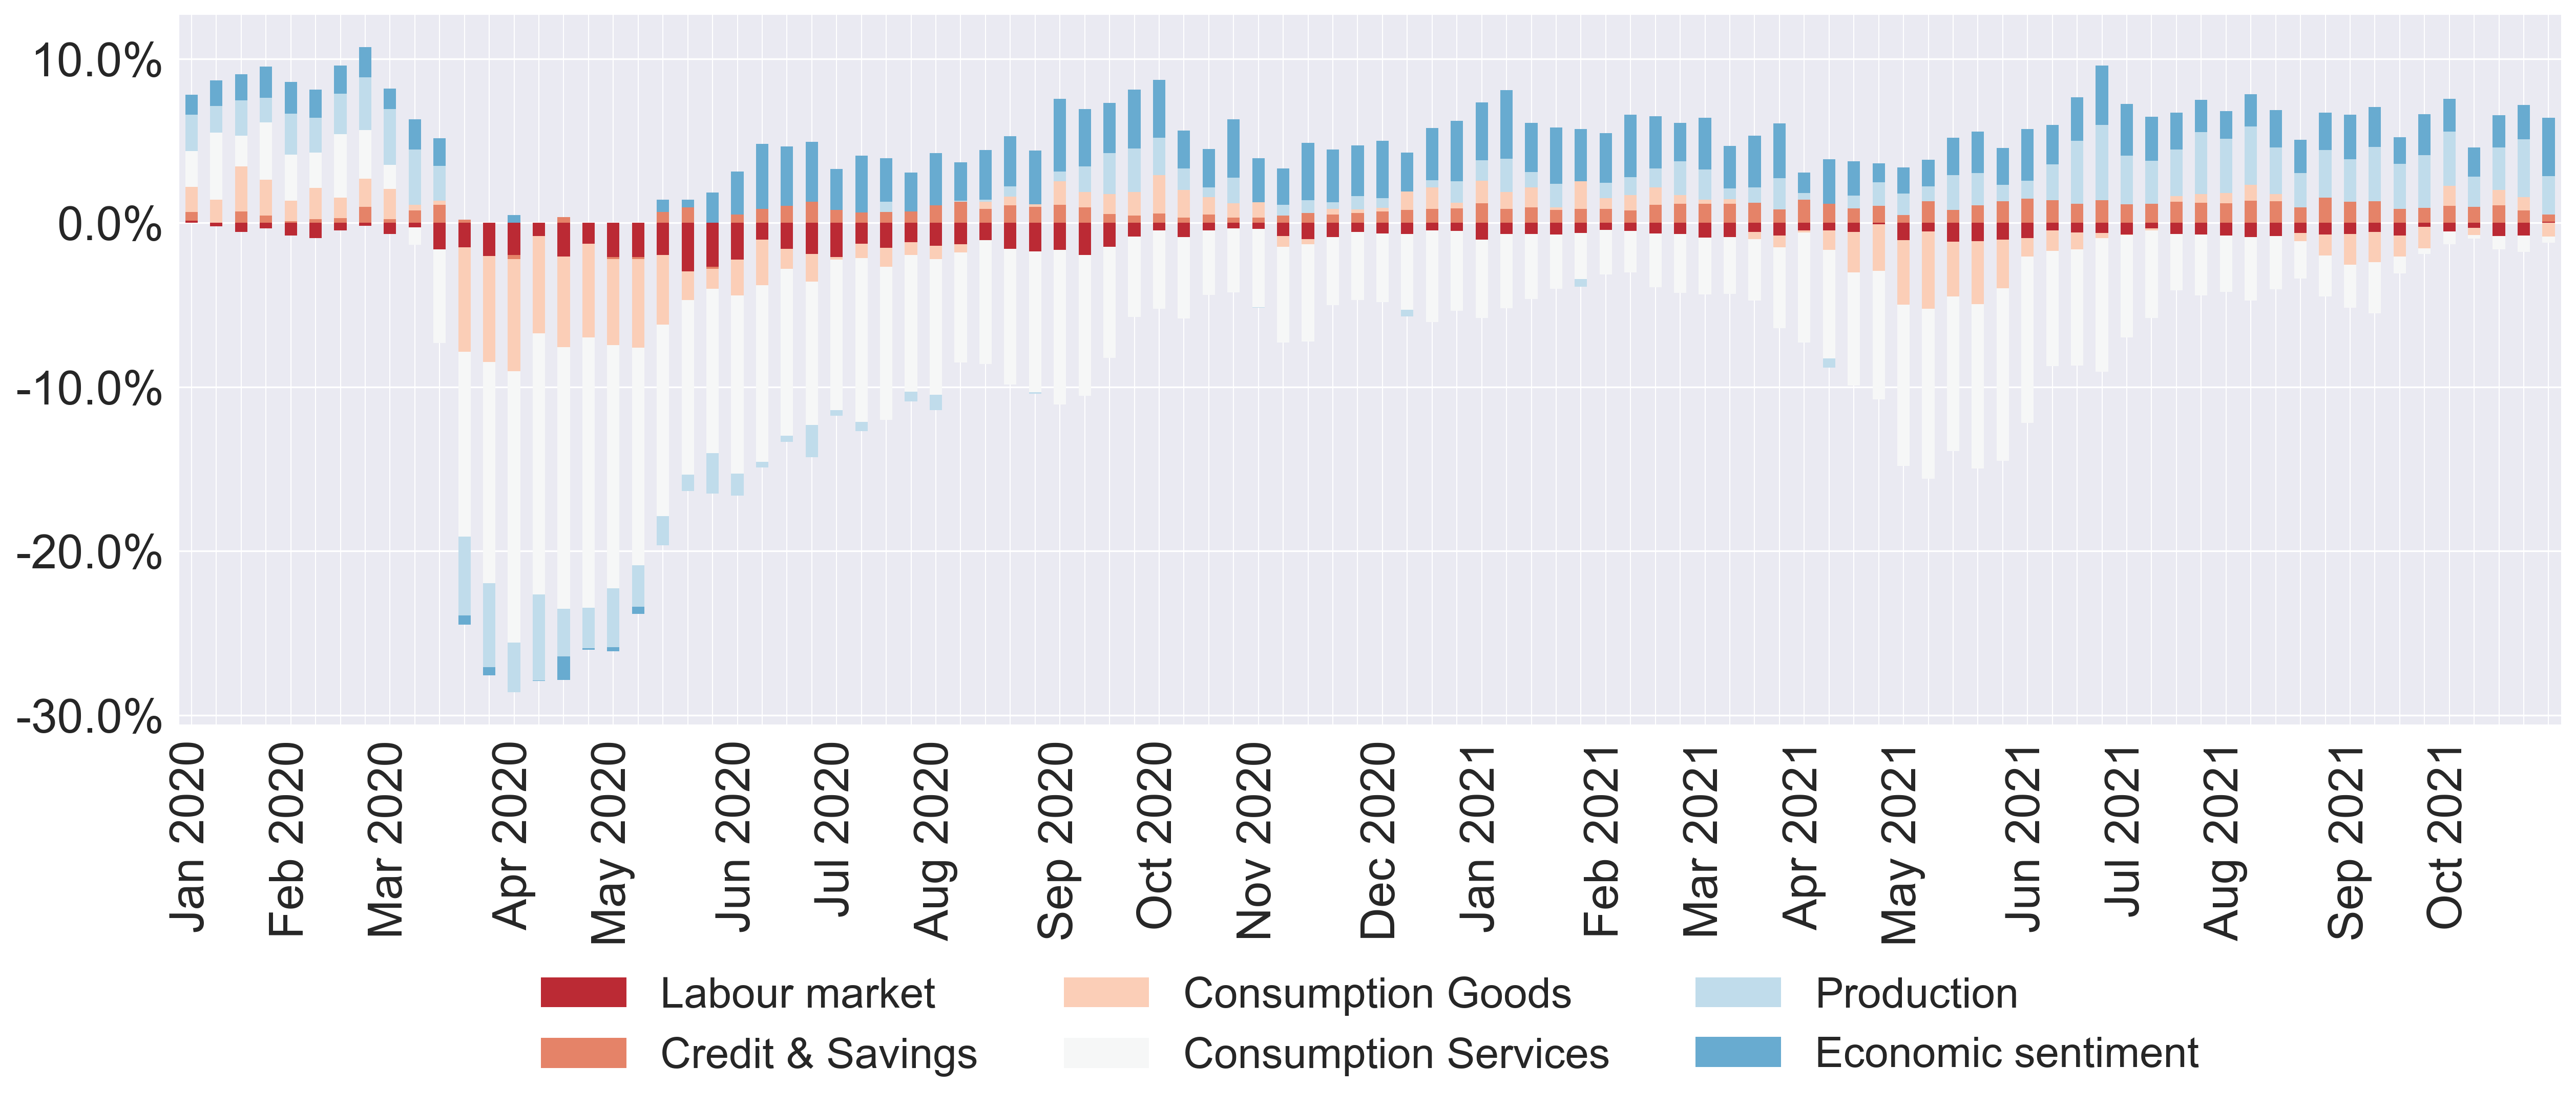 10.0%
0.0%
-10.0%
-20.0%
-30.0%
Jan 2020
Feb 2020
Mar 2020
Apr 2020
May 2020
Jun 2020
Jul 2020
Aug 2020
Sep 2020
Oct 2020
Nov 2020
Dec 2020
Jan 2021
Feb 2021
Mar 2021
Apr 2021
May 2021
Jun 2021
Jul 2021
Aug 2021
Sep 2021
Oct 2021
Labour market
Consumption Goods
Production
Credit & Savings
Consumption Services
Economic sentiment